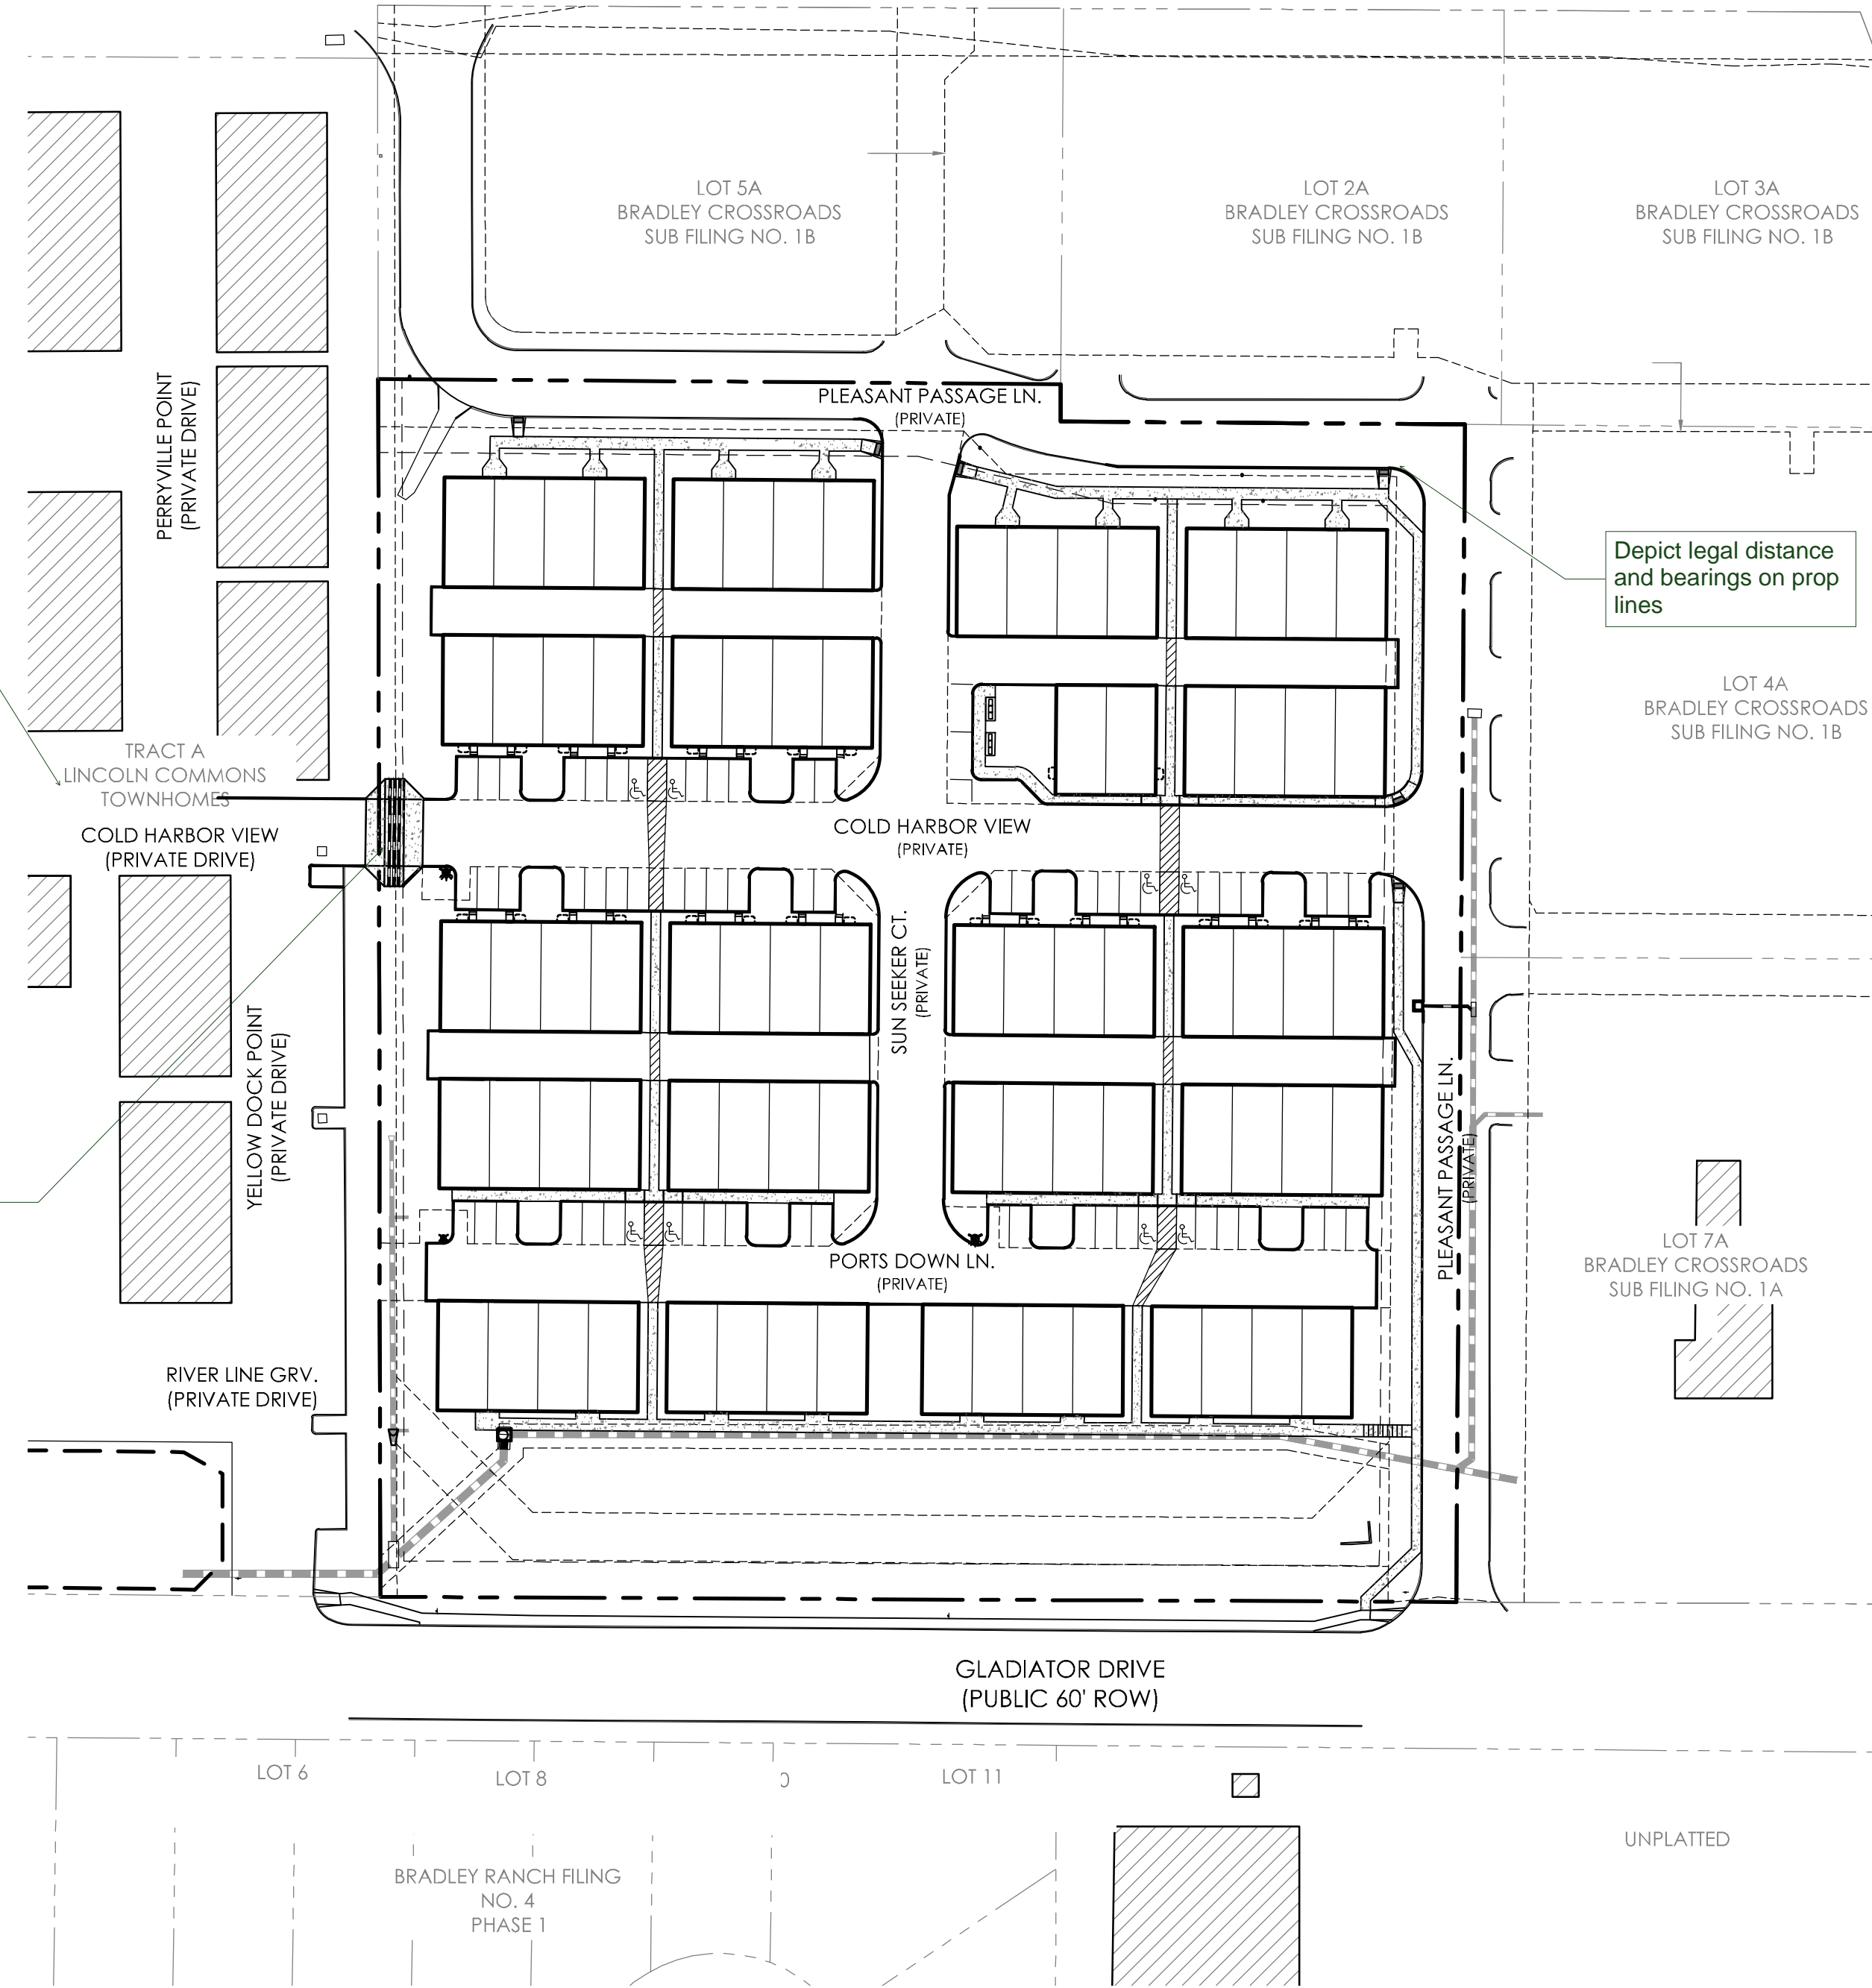 LOT 5A
BRADLEY CROSSROADS
SUB FILING NO. 1B
LOT 2A
BRADLEY CROSSROADS
SUB FILING NO. 1B
LOT 3A
BRADLEY CROSSROADS
SUB FILING NO. 1B
PERRYVILLE POINT
(PRIVATE DRIVE)
PLEASANT PASSAGE LN.
(PRIVATE)
Depict legal distance
and bearings on prop
lines
LOT 4A
BRADLEY CROSSROADS
SUB FILING NO. 1B
TRACT A
LINCOLN COMMONS
TOWNHOMES
COLD HARBOR VIEW
(PRIVATE DRIVE)
COLD HARBOR VIEW
(PRIVATE)
SUN SEEKER CT.
(PRIVATE)
YELLOW DOCK POINT
(PRIVATE DRIVE)
PLEASANT PASSAGE LN.
(PRIVATE)
PORTS DOWN LN.
(PRIVATE)
LOT 7A
BRADLEY CROSSROADS
SUB FILING NO. 1A
RIVER LINE GRV.
(PRIVATE DRIVE)
GLADIATOR DRIVE
(PUBLIC 60' ROW)
LOT 6
LOT 8
LOT 11
UNPLATTED
BRADLEY RANCH FILING
NO. 4
PHASE 1